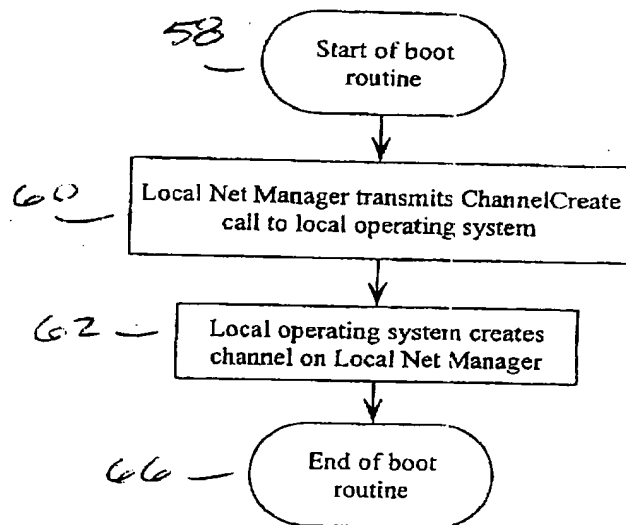 58
Start of boot
routine
60
Local Net Manager transmits ChannelCreate
call to local operating system
62
Local operating system creates
channel on Local Net Manager
66
End of boot
routine